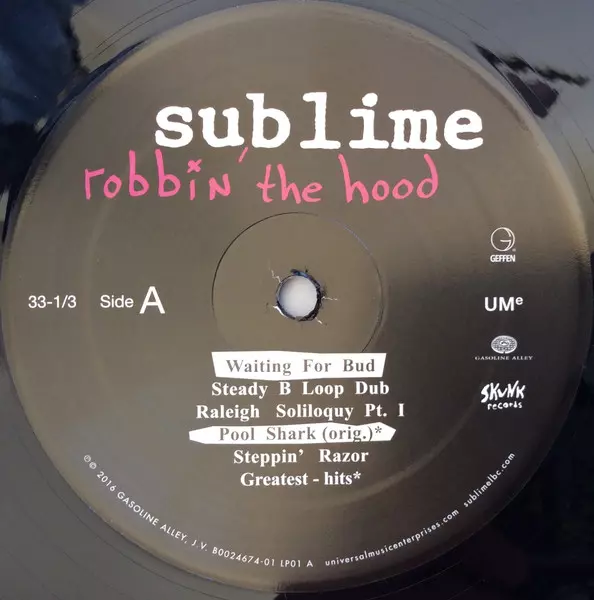 sublime
robbin' the hood
GEFFEN
33-1/3 Side A
UMe
GASOLINE ALLEY
SKUNK
records
Waiting For Bud
Steady B Loop Dub
Raleigh Soliloquy Pt. I
Pool Shark (orig.)*
Steppin' Razor
Greatest - hits*
℗ © 2016 GASOLINE ALLEY, J.V. B0024674-01 LP01 A universalmusicenterprises.com sublimelbc.com